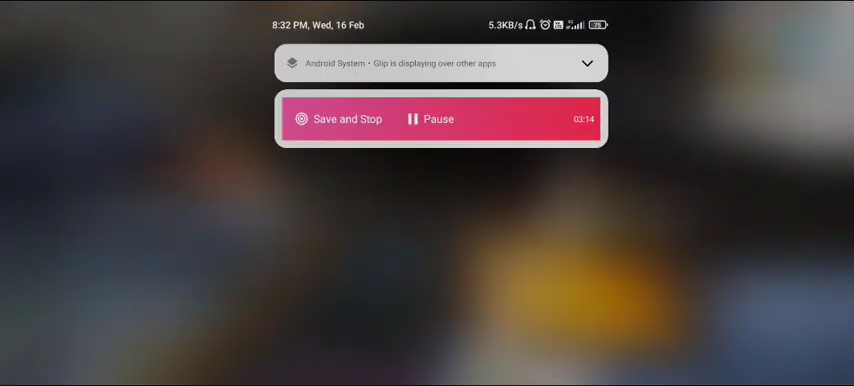 8:32 PM, Wed, 16 Feb 5.3KB/s 75
Android System • Glip is displaying over other apps
Save and Stop Pause 03:14